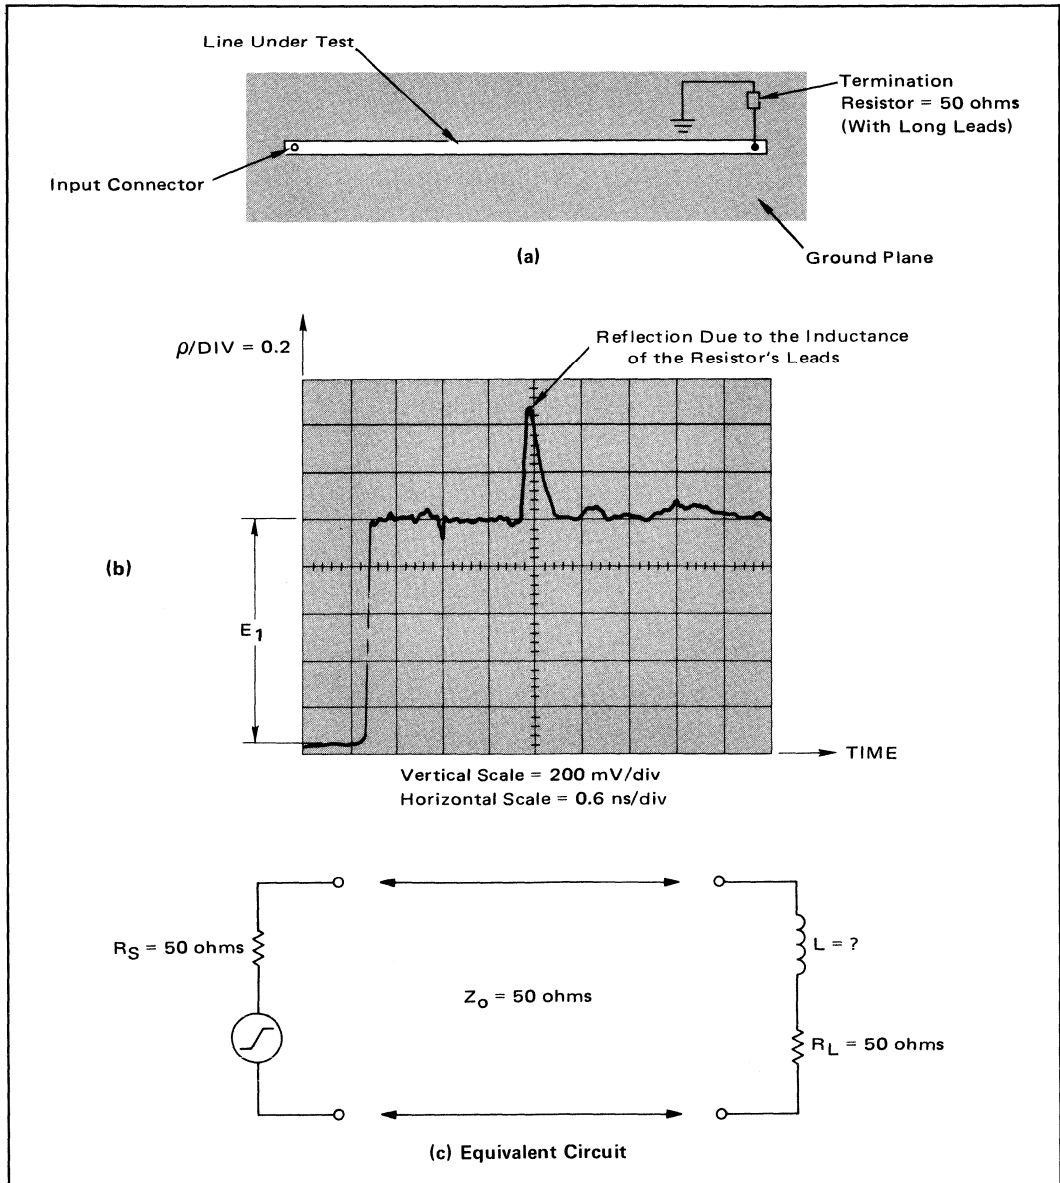 Line Under Test
Termination
Resistor = 50 ohms
(With Long Leads)
Input Connector
Ground Plane
(a)
ρ/DIV = 0.2
Reflection Due to the Inductance
of the Resistor's Leads
(b)
E1
TIME
Vertical Scale = 200 mV/div
Horizontal Scale = 0.6 ns/div
RS = 50 ohms
Zo = 50 ohms
L = ?
RL = 50 ohms
(c) Equivalent Circuit